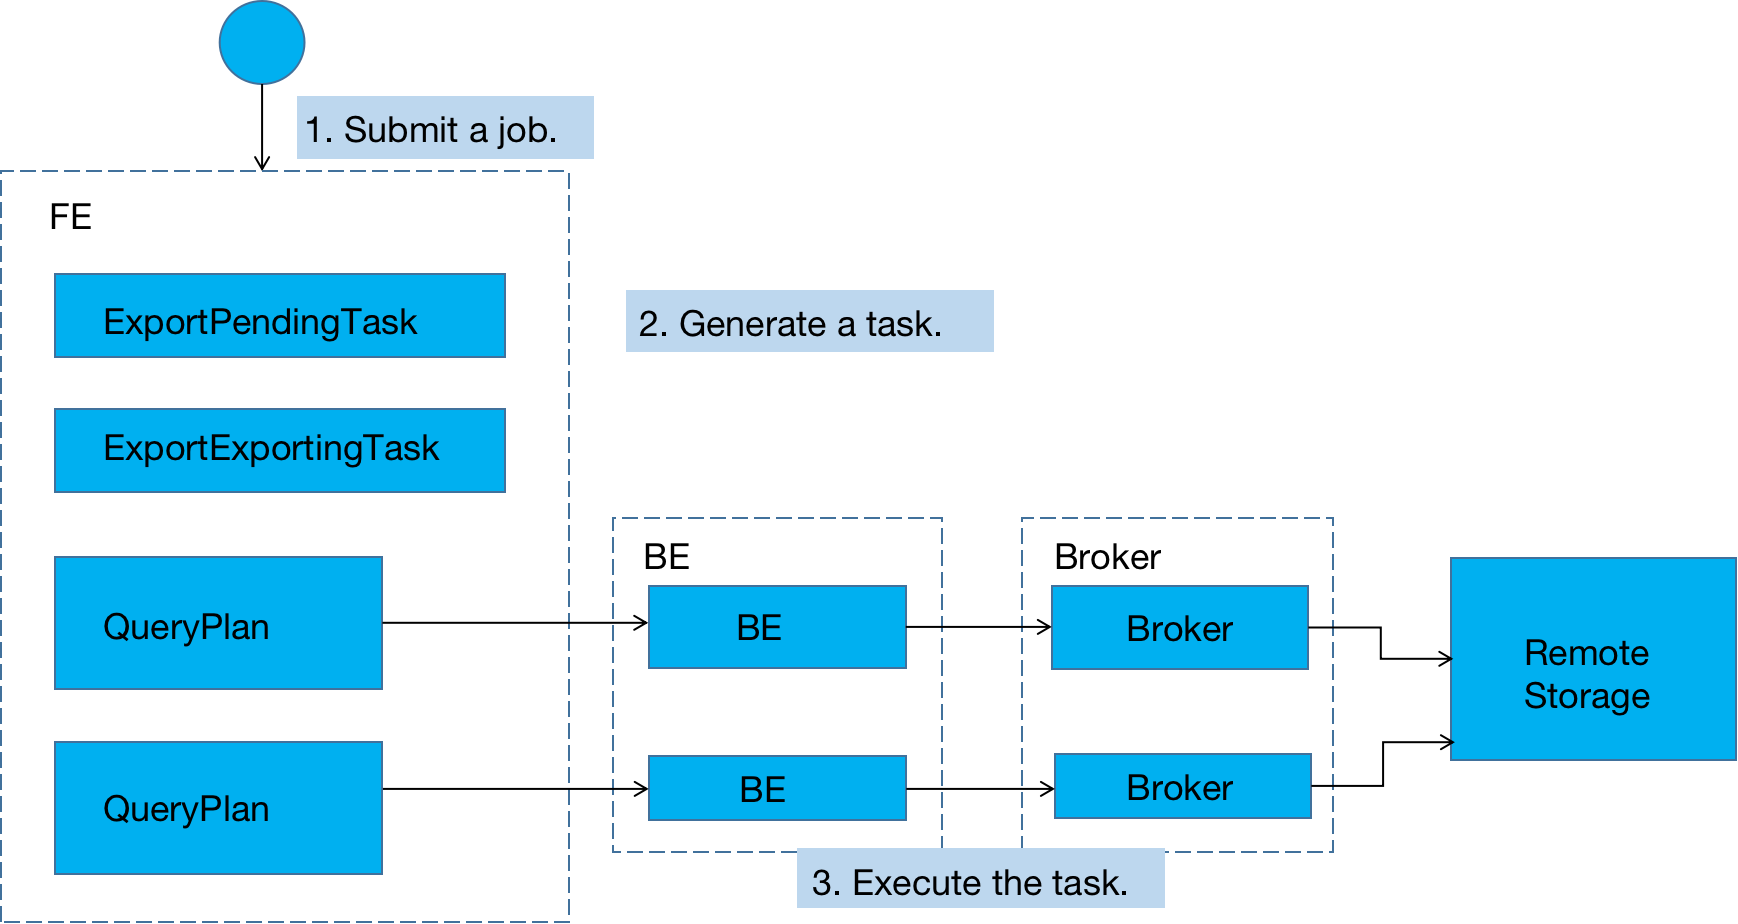 1. Submit a job.
FE
ExportPendingTask
2. Generate a task.
ExportExportingTask
BE
Broker
QueryPlan
BE
Broker
Remote
Storage
QueryPlan
BE
Broker
3. Execute the task.